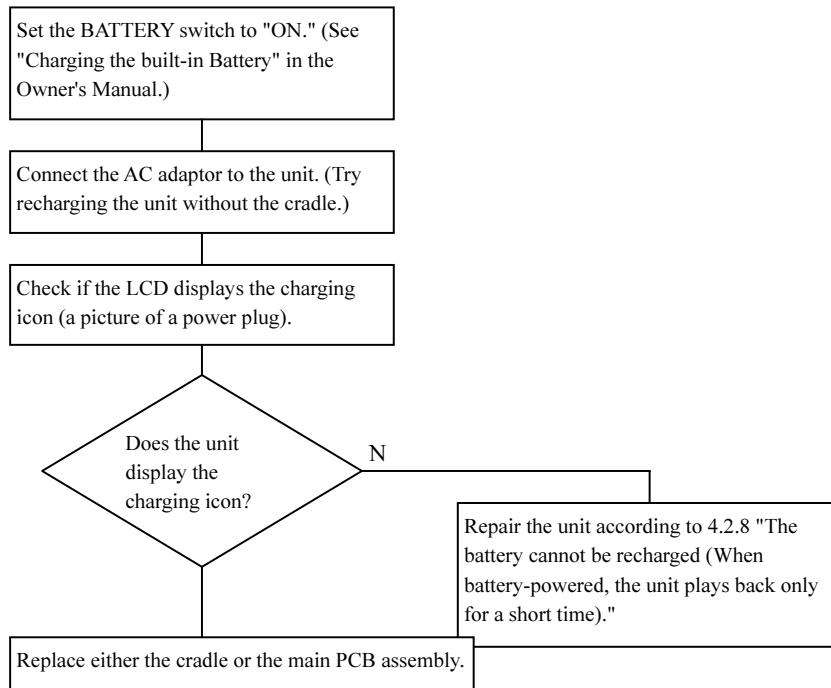 Set the BATTERY switch to "ON." (See
"Charging the built-in Battery" in the
Owner's Manual.)
Connect the AC adaptor to the unit. (Try
recharging the unit without the cradle.)
Check if the LCD displays the charging
icon (a picture of a power plug).
Does the unit
display the
charging icon?
N
Repair the unit according to 4.2.8 "The
battery cannot be recharged (When
battery-powered, the unit plays back only
for a short time)."
Replace either the cradle or the main PCB assembly.